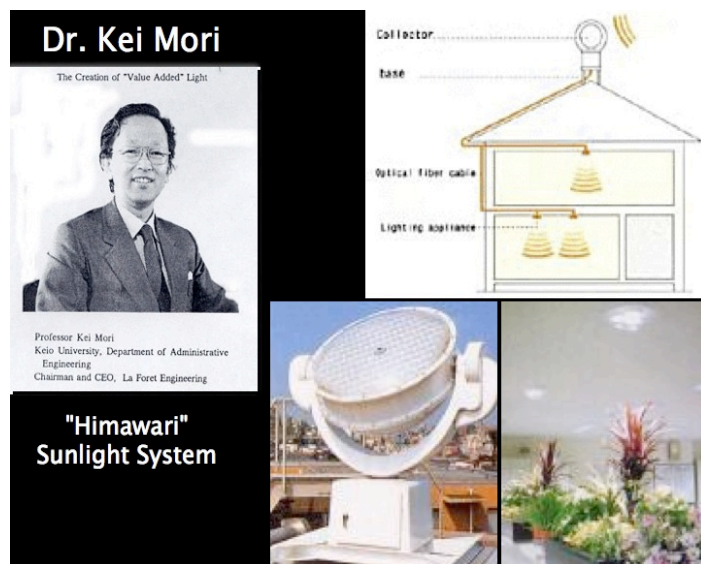 Dr. Kei Mori
The Creation of "Value Added" Light
Professor Kei Mori
Keio University, Department of Administrative
Engineering
Chairman and CEO, La Foret Engineering
"Himawari"
Sunlight System
Collector
base
Optical fiber cable
Lighting appliance